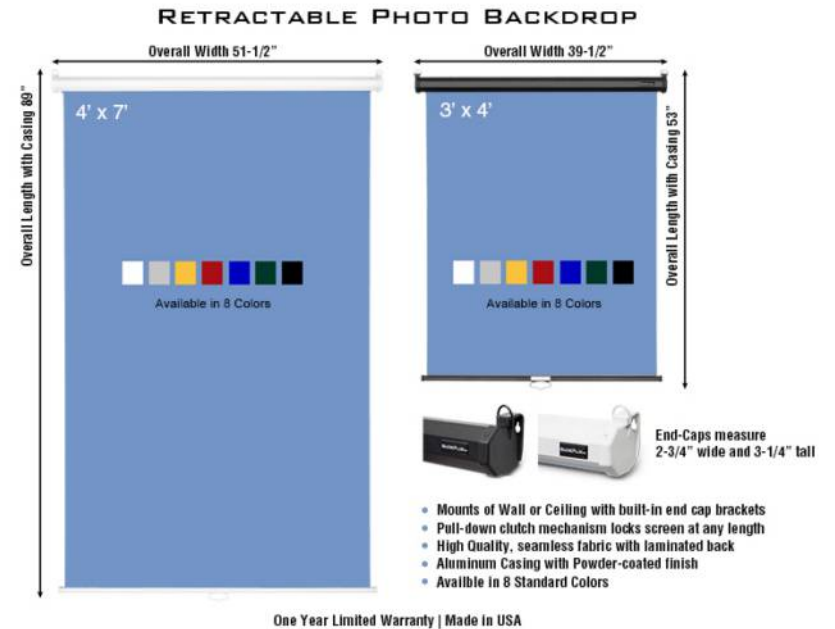 RETRACTABLE PHOTO BACKDROP
Overall Width 51-1/2"
Overall Width 39-1/2"
Overall Length with Casing 89"
4' x 7'
3' x 4'
Overall Length with Casing 53"
Available in 8 Colors
Available in 8 Colors
End-Caps measure
2-3/4" wide and 3-1/4" tall
• Mounts of Wall or Ceiling with built-in end cap brackets
• Pull-down clutch mechanism locks screen at any length
• High Quality, seamless fabric with laminated back
• Aluminum Casing with Powder-coated finish
• Availble in 8 Standard Colors
One Year Limited Warranty | Made in USA